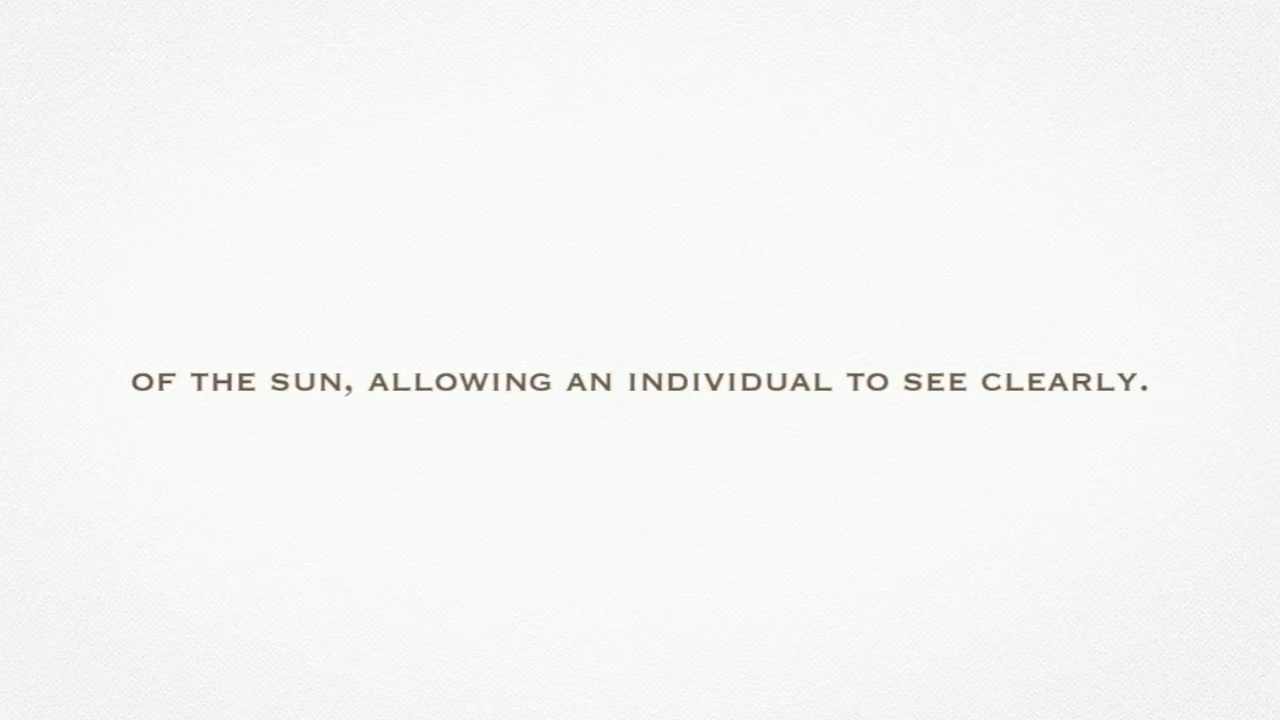 OF THE SUN, ALLOWING AN INDIVIDUAL TO SEE CLEARLY.